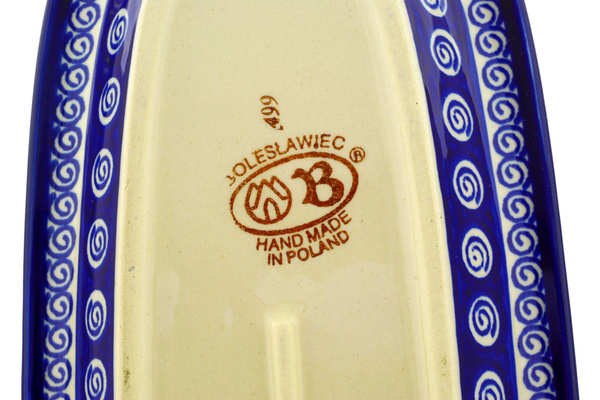 499
BOLESŁAWIEC ®
B
HAND MADE
IN POLAND